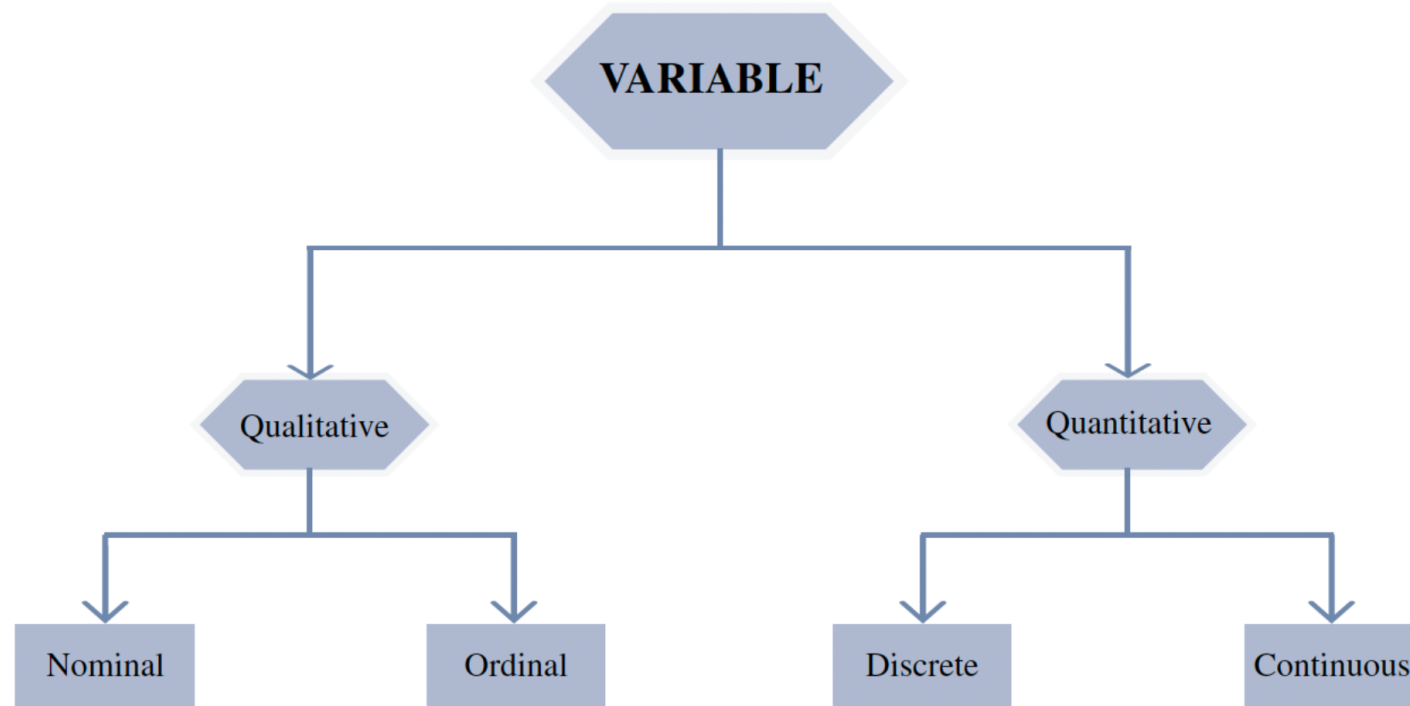 VARIABLE
Qualitative
Quantitative
Nominal
Ordinal
Discrete
Continuous